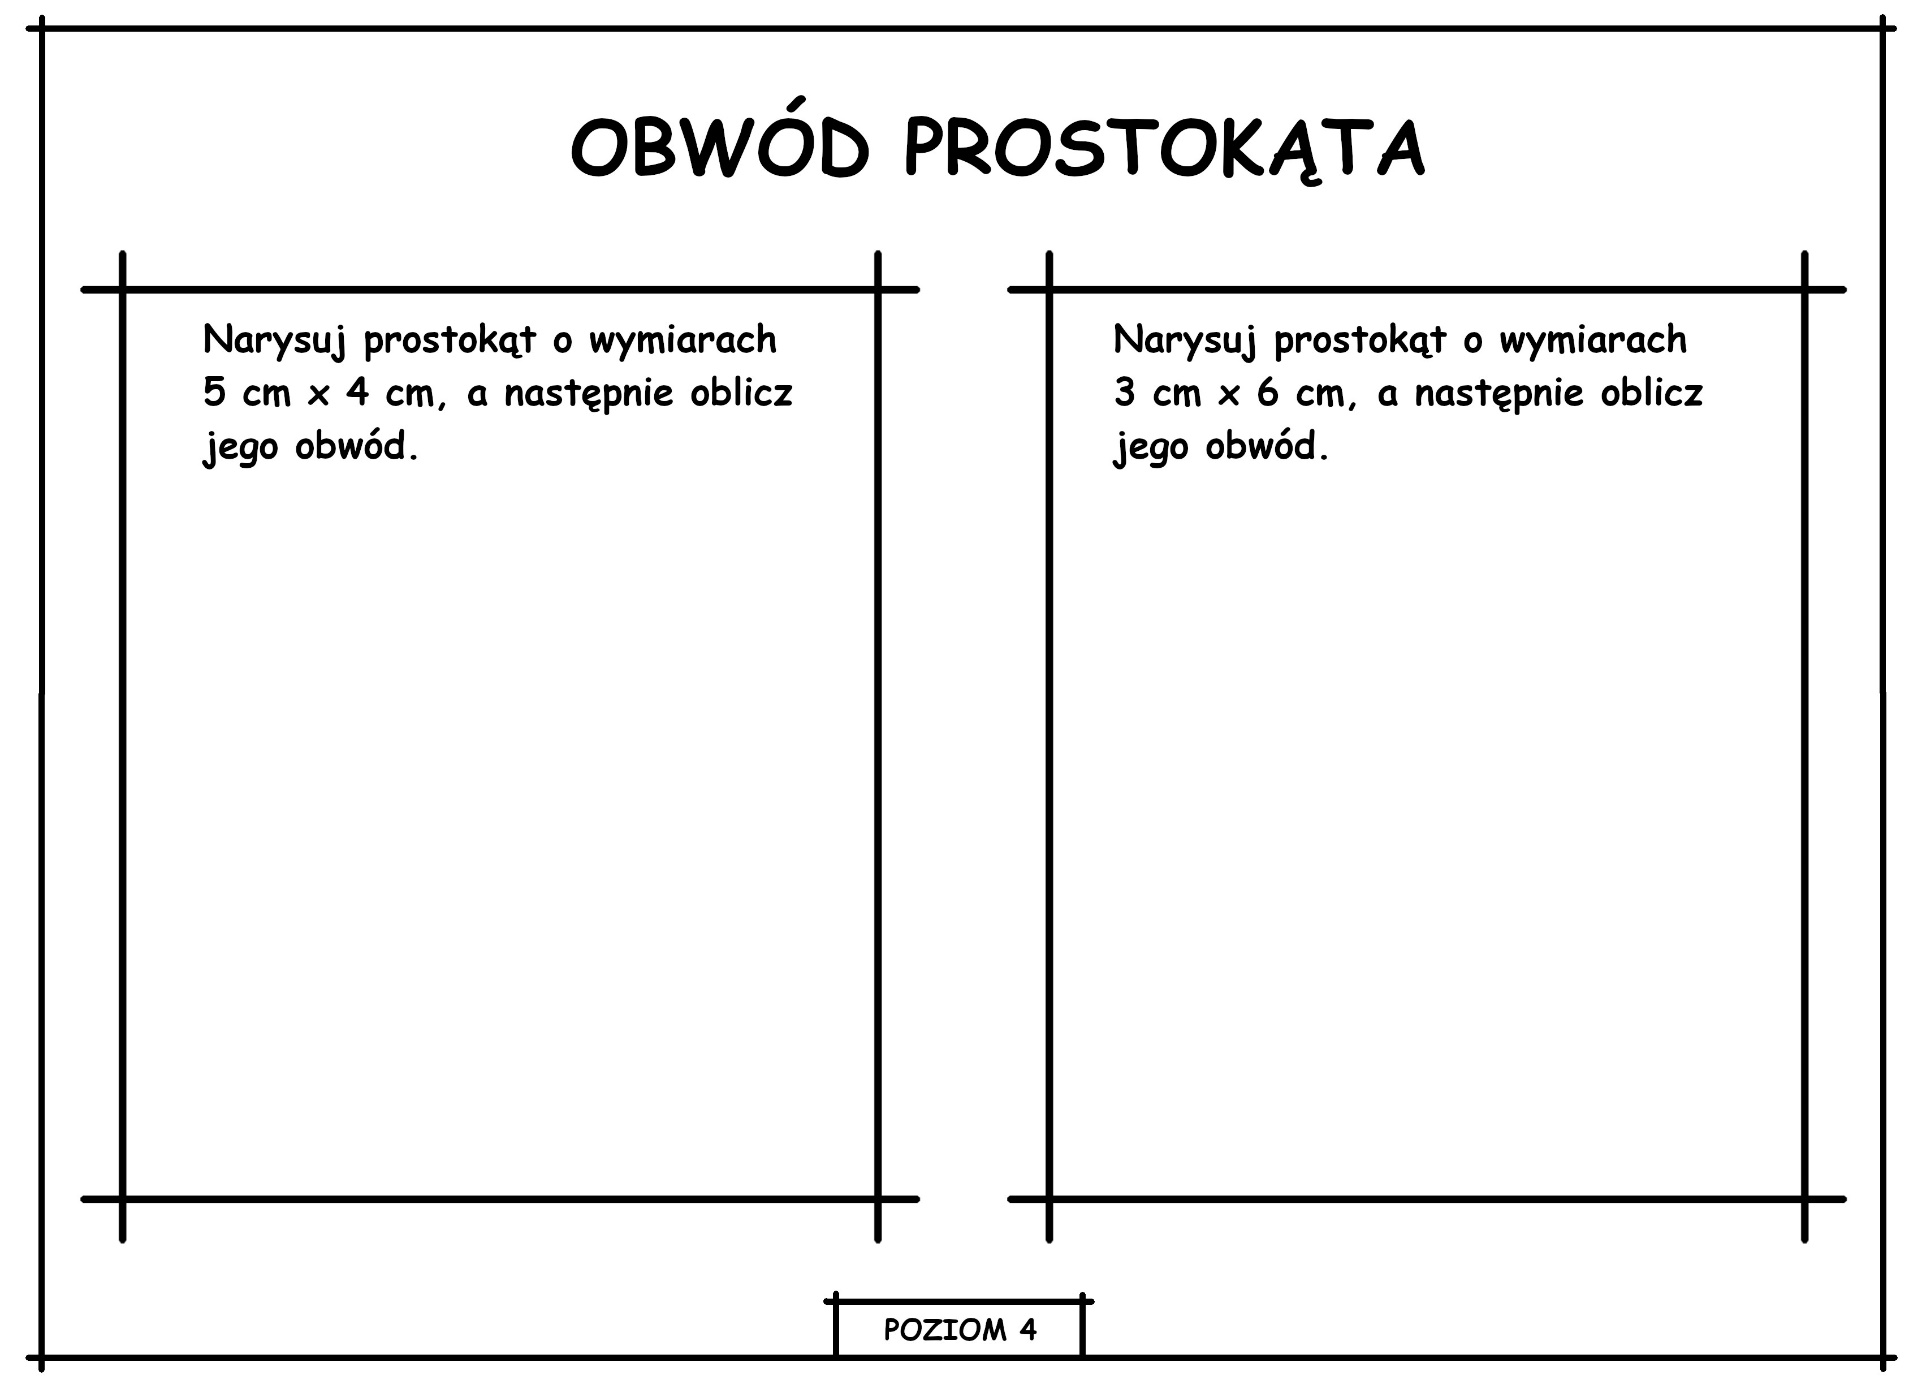 OBWÓD PROSTOKĄTA
Narysuj prostokąt o wymiarach
5 cm x 4 cm, a następnie oblicz
jego obwód.
Narysuj prostokąt o wymiarach
3 cm x 6 cm, a następnie oblicz
jego obwód.
POZIOM 4